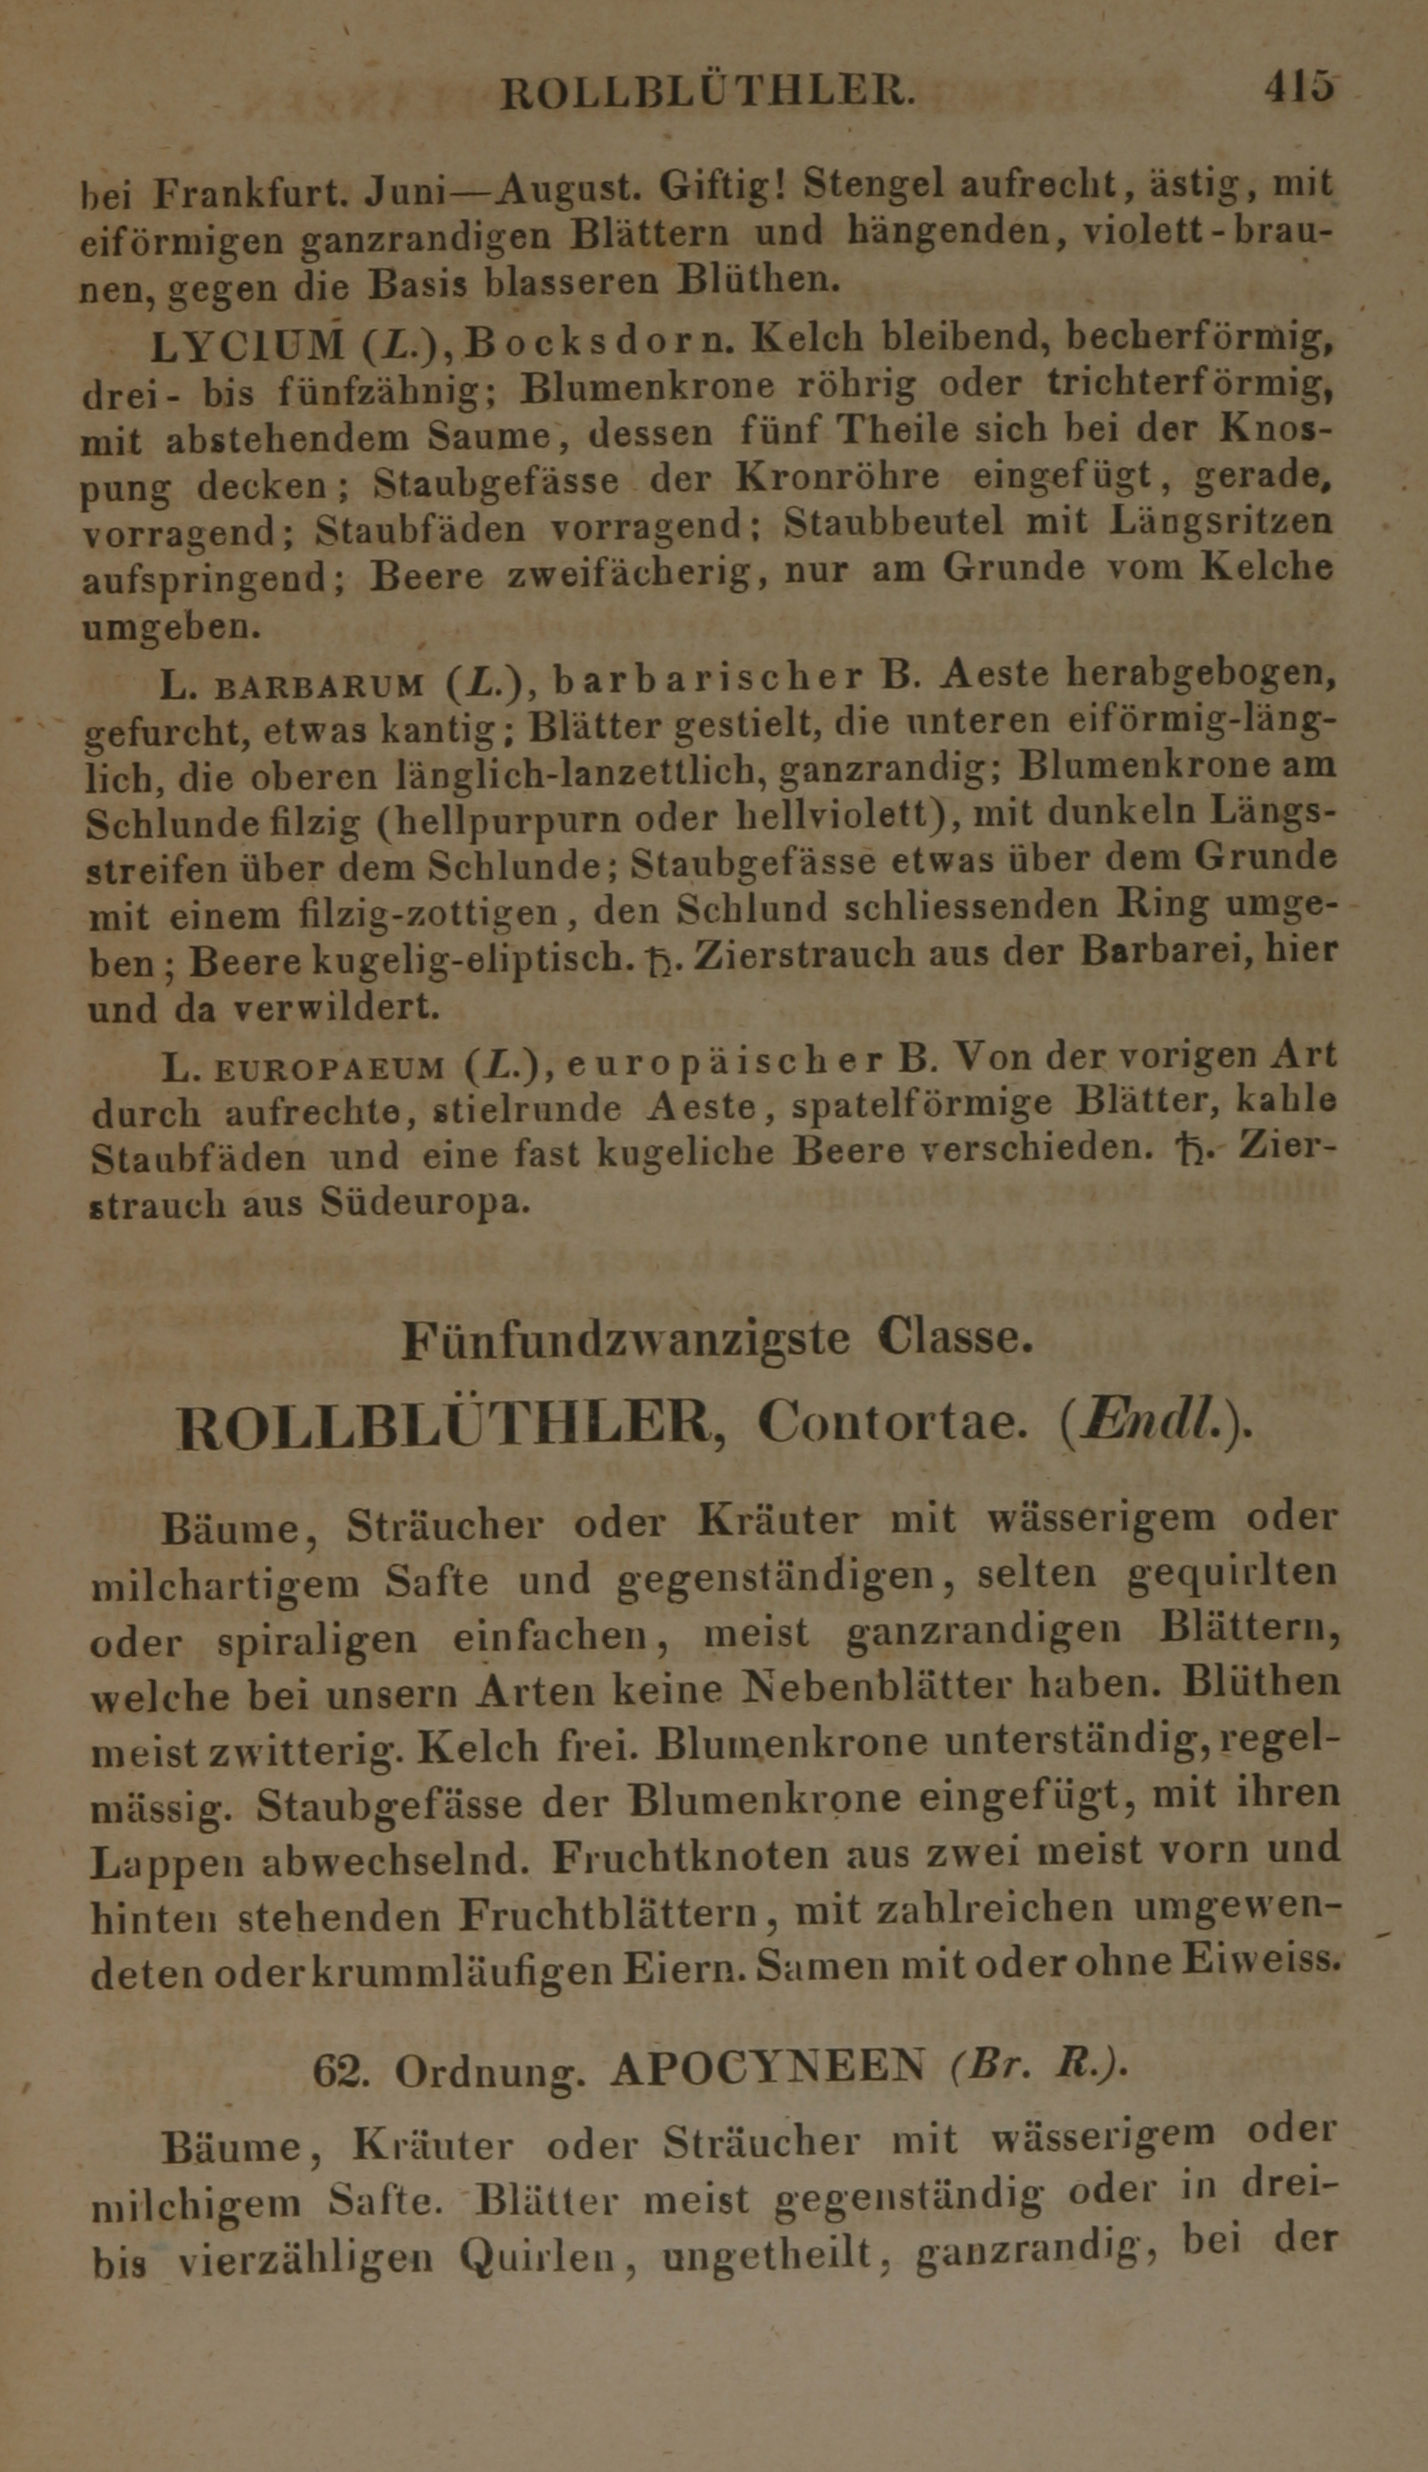 ROLLBLÜTHLER. 415
bei Frankfurt. Juni—August. Giftig! Stengel aufrecht, ästig, mit
eiförmigen ganzrandigen Blättern und hängenden, violett-brau-
nen, gegen die Basis blasseren Blüthen.
LYCIUM (L.), Bocksdorn. Kelch bleibend, becherförmig,
drei- bis fünfzähnig; Blumenkrone röhrig oder trichterförmig,
mit abstehendem Saume, dessen fünf Theile sich bei der Knos-
pung decken; Staubgefässe der Kronröhre eingefügt, gerade,
vorragend; Staubfäden vorragend; Staubbeutel mit Längsritzen
aufspringend; Beere zweifächerig, nur am Grunde vom Kelche
umgeben.
L. BARBARUM (L.), barbarischer B. Aeste herabgebogen,
gefurcht, etwas kantig; Blätter gestielt, die unteren eiförmig-läng-
lich, die oberen länglich-lanzettlich, ganzrandig; Blumenkrone am
Schlunde filzig (hellpurpurn oder hellviolett), mit dunkeln Längs-
streifen über dem Schlunde; Staubgefässe etwas über dem Grunde
mit einem filzig-zottigen, den Schlund schliessenden Ring umge-
ben; Beere kugelig-eliptisch. ♄. Zierstrauch aus der Barbarei, hier
und da verwildert.
L. EUROPAEUM (L.), europäischer B. Von der vorigen Art
durch aufrechte, stielrunde Aeste, spatelförmige Blätter, kahle
Staubfäden und eine fast kugeliche Beere verschieden. ♄. Zier-
strauch aus Südeuropa.
Fünfundzwanzigste Classe.
ROLLBLÜTHLER, Contortae. (Endl.).
Bäume, Sträucher oder Kräuter mit wässerigem oder
milchartigem Safte und gegenständigen, selten gequirlten
oder spiraligen einfachen, meist ganzrandigen Blättern,
welche bei unsern Arten keine Nebenblätter haben. Blüthen
meist zwitterig. Kelch frei. Blumenkrone unterständig, regel-
mässig. Staubgefässe der Blumenkrone eingefügt, mit ihren
Lappen abwechselnd. Fruchtknoten aus zwei meist vorn und
hinten stehenden Fruchtblättern, mit zahlreichen umgewen-
deten oder krummläufigen Eiern. Samen mit oder ohne Eiweiss.
62. Ordnung. APOCYNEEN (Br. R.).
Bäume, Kräuter oder Sträucher mit wässerigem oder
milchigem Safte. Blätter meist gegenständig oder in drei-
bis vierzähligen Quirlen, ungetheilt, ganzrandig, bei der